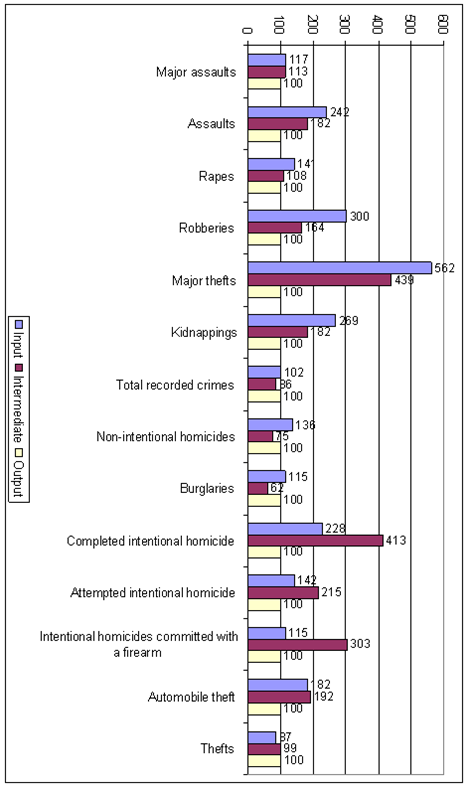 0 100 200 300 400 500 600
Major assaults 117 113 100
Assaults 242 182 100
Rapes 141 108 100
Robberies 300 164 100
Major thefts 562 439 100
Kidnappings 269 182 100
Total recorded crimes 102 86 100
Non-intentional homicides 136 75 100
Burglaries 115 62 100
Completed intentional homicide 228 413 100
Attempted intentional homicide 142 215 100
Intentional homicides committed with
a firearm 115 303 100
Automobile theft 182 192 100
Thefts 87 99 100
Input Intermediate Output